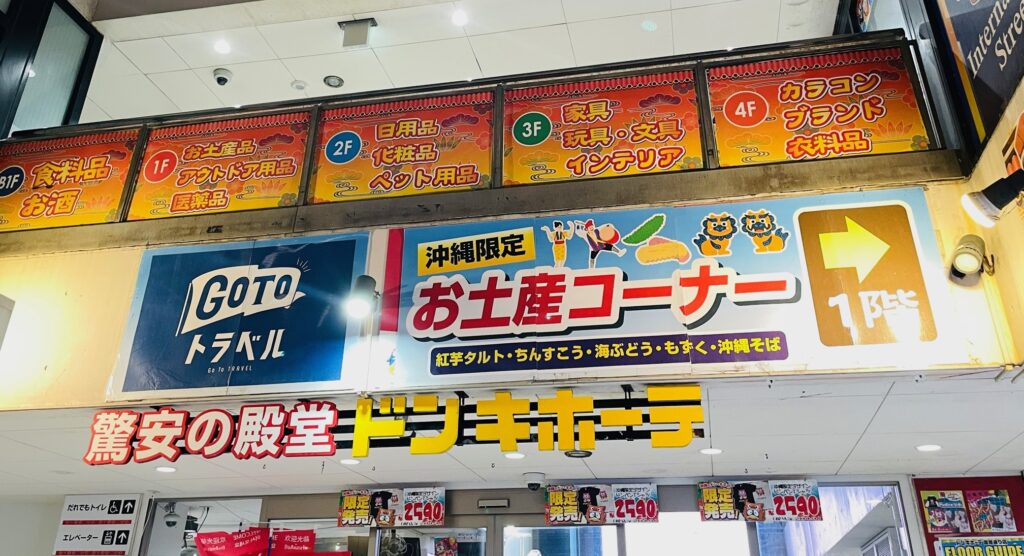 B1F
食料品
お酒
1F
お土産品
アウトドア用品
医薬品
2F
日用品
化粧品
ペット用品
3F
家具
玩具・文具
インテリア
4F
カラコン
ブランド
衣料品
International
Street
GOTO
トラベル
Go To TRAVEL
沖縄限定
お土産コーナー
紅芋タルト・ちんすこう・海ぶどう・もずく・沖縄そば
1階
驚安の殿堂 ドン・キホーテ
だれでもトイレ
エレベーター
限定発売
2590
限定発売
2590
限定発売
2590
FLOOR GUIDE